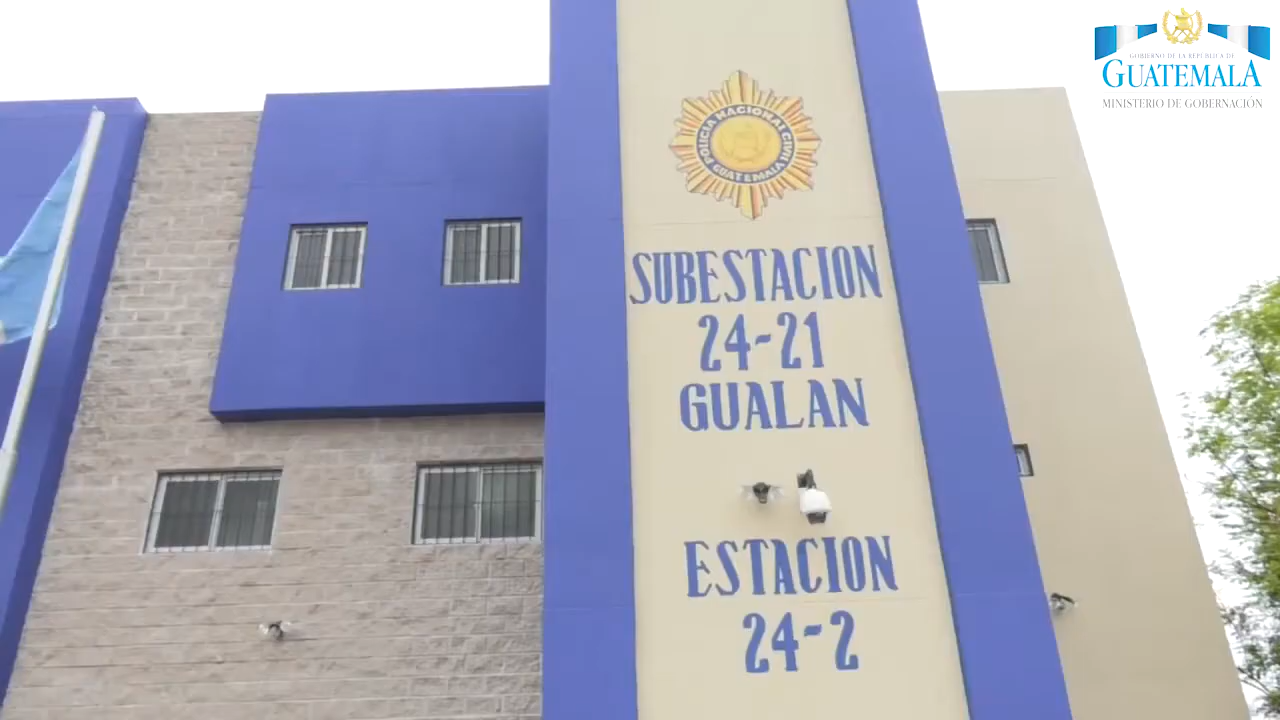 GOBIERNO DE LA REPÚBLICA DE
GUATEMALA
MINISTERIO DE GOBERNACIÓN
POLICIA NACIONAL CIVIL
GUATEMALA
SUBESTACION
24-21
GUALAN
ESTACION
24-2